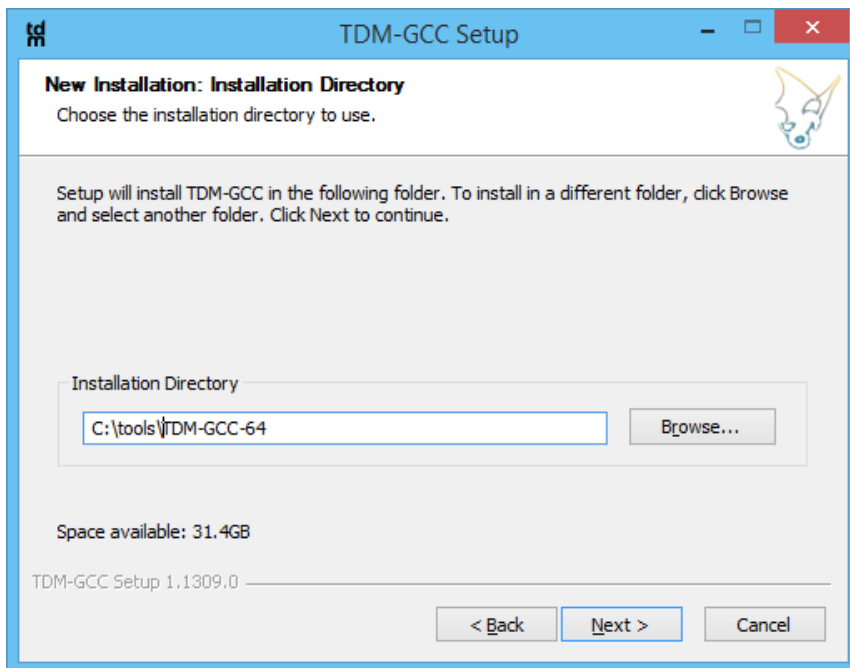 tdm
TDM-GCC Setup
New Installation: Installation Directory
Choose the installation directory to use.
Setup will install TDM-GCC in the following folder. To install in a different folder, click Browse
and select another folder. Click Next to continue.
Installation Directory
C:\tools\TDM-GCC-64
Browse...
Space available: 31.4GB
TDM-GCC Setup 1.1309.0
< Back
Next >
Cancel